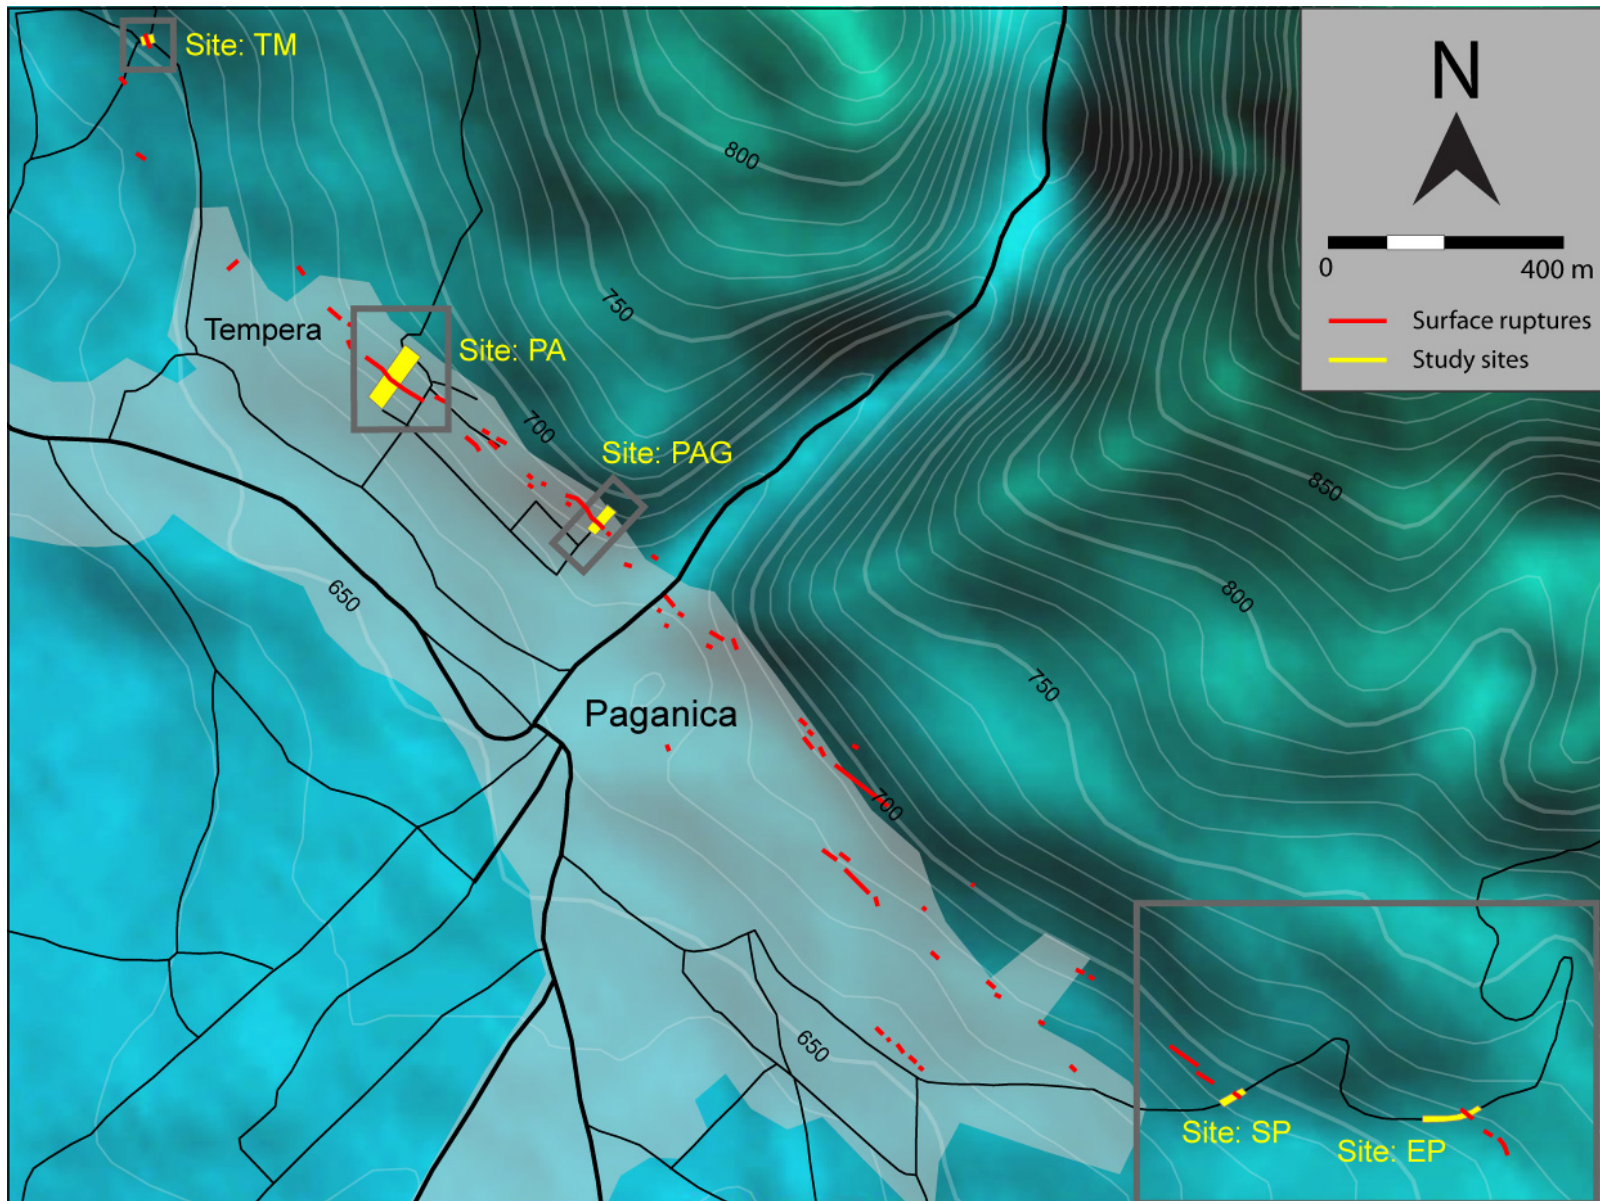 Site: TM
N
800
0 400 m
750
Surface ruptures
Tempera
Site: PA
Study sites
700
Site: PAG
850
650
800
750
Paganica
700
650
Site: SP
Site: EP